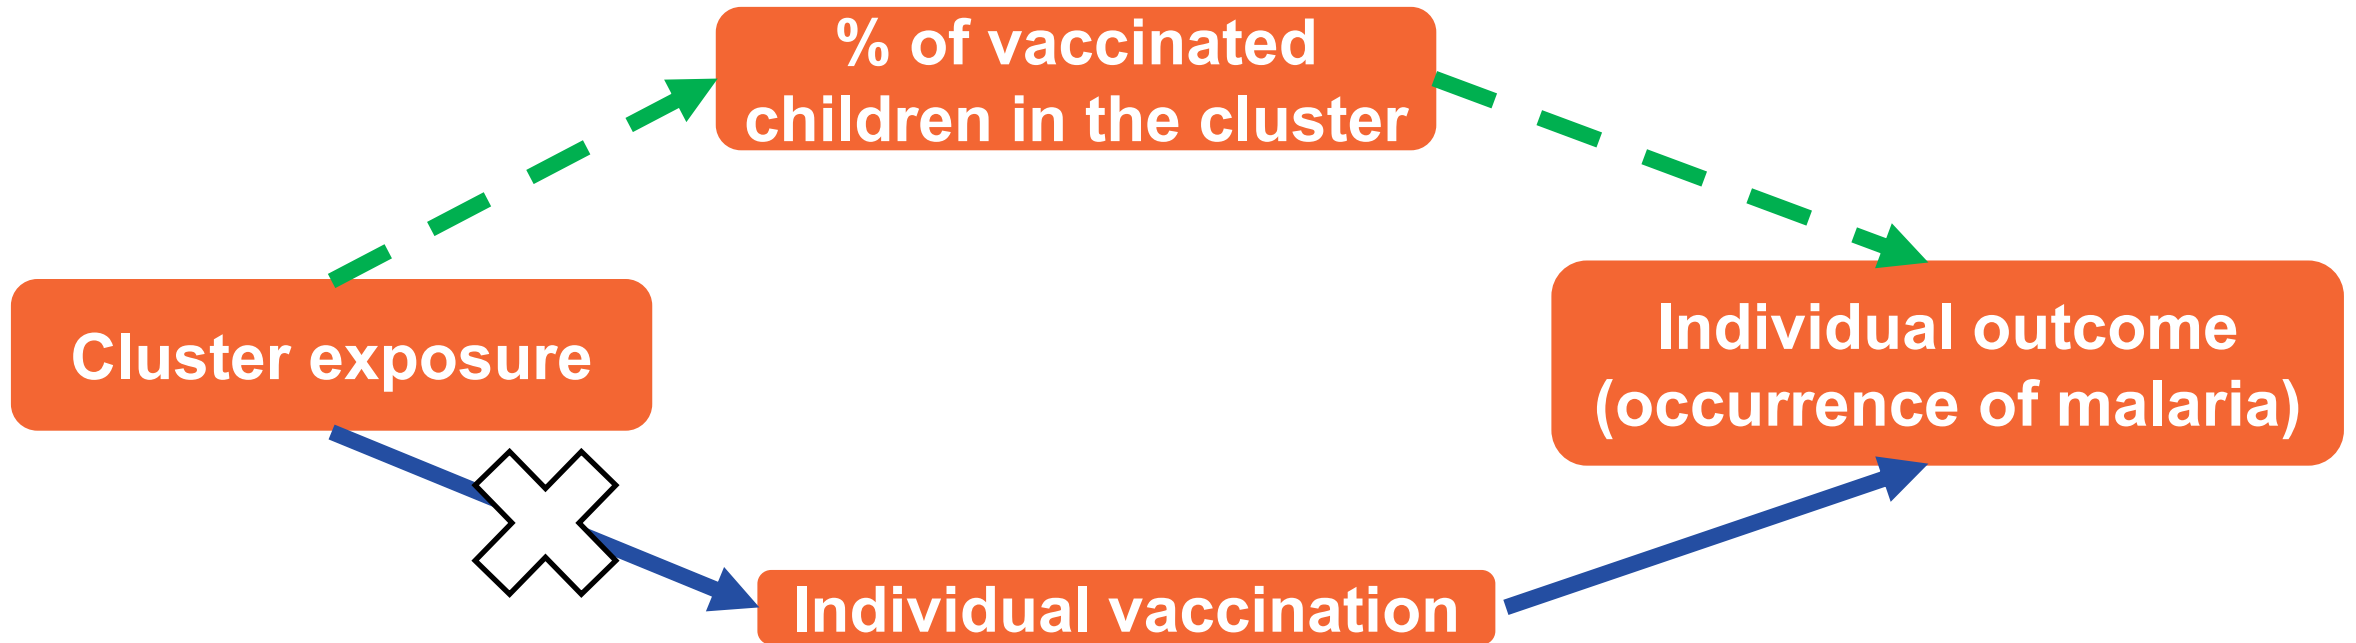 % of vaccinated
children in the cluster
Cluster exposure
Individual outcome
(occurrence of malaria)
Individual vaccination